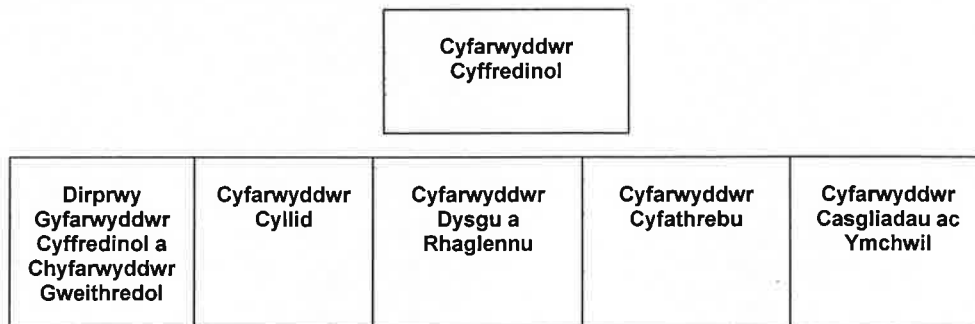 Cyfarwyddwr
Cyffredinol
Dirprwy
Gyfarwyddwr
Cyffredinol a
Chyfarwyddwr
Gweithredol
Cyfarwyddwr
Cyllid
Cyfarwyddwr
Dysgu a
Rhaglennu
Cyfarwyddwr
Cyfathrebu
Cyfarwyddwr
Casgliadau ac
Ymchwil